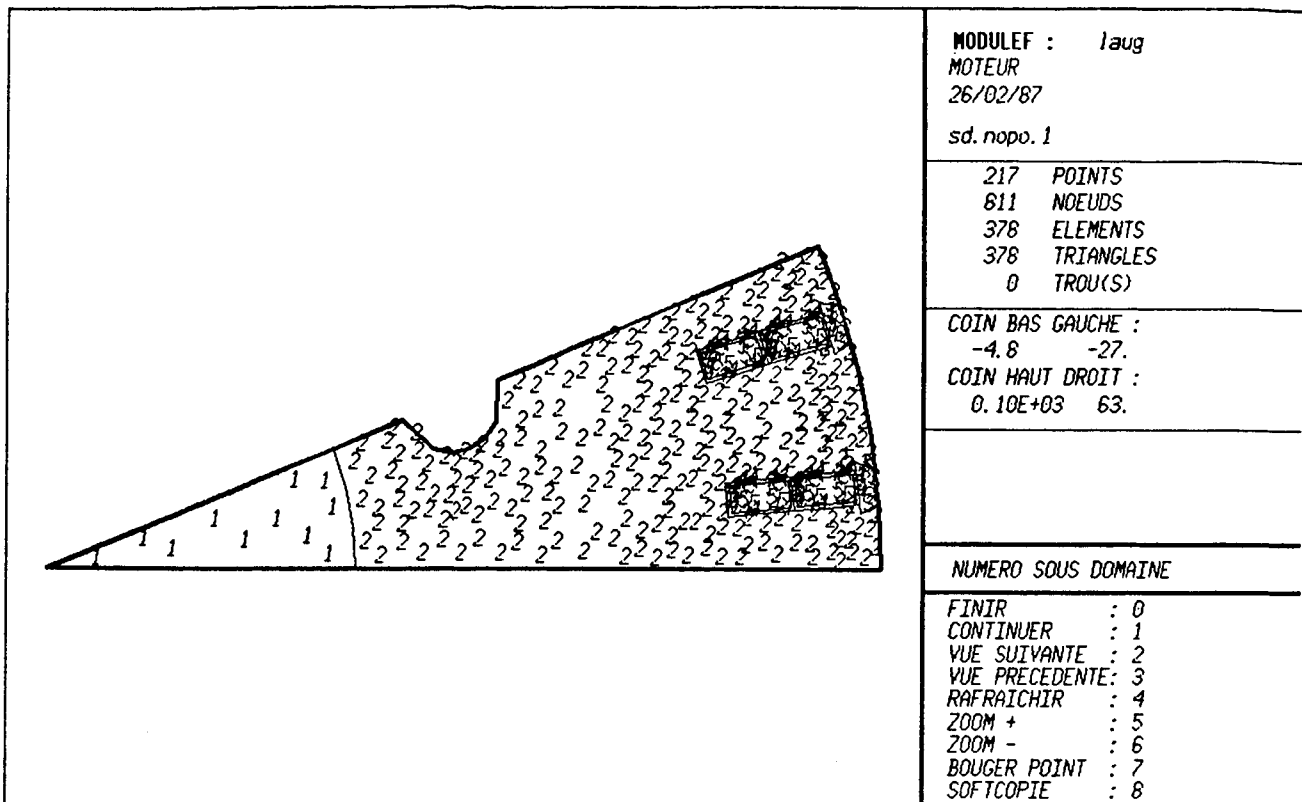 MODULEF : laug
MOTEUR
26/02/87
sd.nopo.1
217 POINTS
811 NOEUDS
378 ELEMENTS
378 TRIANGLES
0 TROU(S)
COIN BAS GAUCHE :
-4.8 -27.
COIN HAUT DROIT :
0.10E+03 63.
NUMERO SOUS DOMAINE
FINIR : 0
CONTINUER : 1
VUE SUIVANTE : 2
VUE PRECEDENTE: 3
RAFRAICHIR : 4
ZOOM + : 5
ZOOM - : 6
BOUGER POINT : 7
SOFTCOPIE : 8